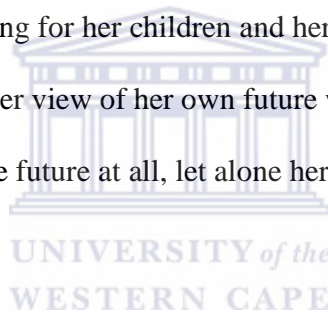 ng for her children and her
er view of her own future
e future at all, let alone her
UNIVERSITY of the
WESTERN CAPE